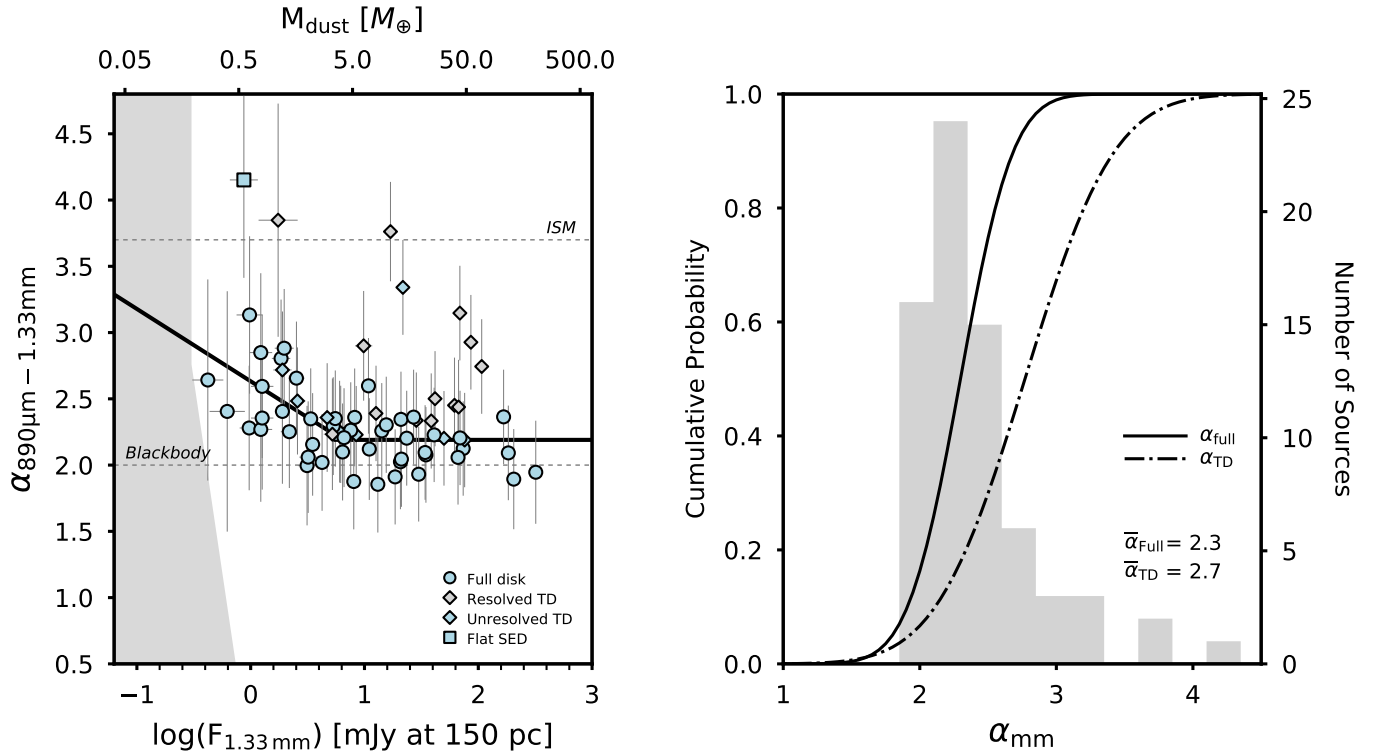 M_dust [M_⊕]
0.05 0.5 5.0 50.0 500.0
4.5
4.0
3.5
3.0
2.5
2.0
1.5
1.0
0.5
α_890μm − 1.33mm
ISM
Blackbody
Full disk
Resolved TD
Unresolved TD
Flat SED
−1 0 1 2 3
log(F_1.33 mm) [mJy at 150 pc]
1.0
0.8
0.6
0.4
0.2
0.0
Cumulative Probability
α_full
α_TD
α̅_Full = 2.3
α̅_TD = 2.7
25
20
15
10
5
0
Number of Sources
1 2 3 4
α_mm